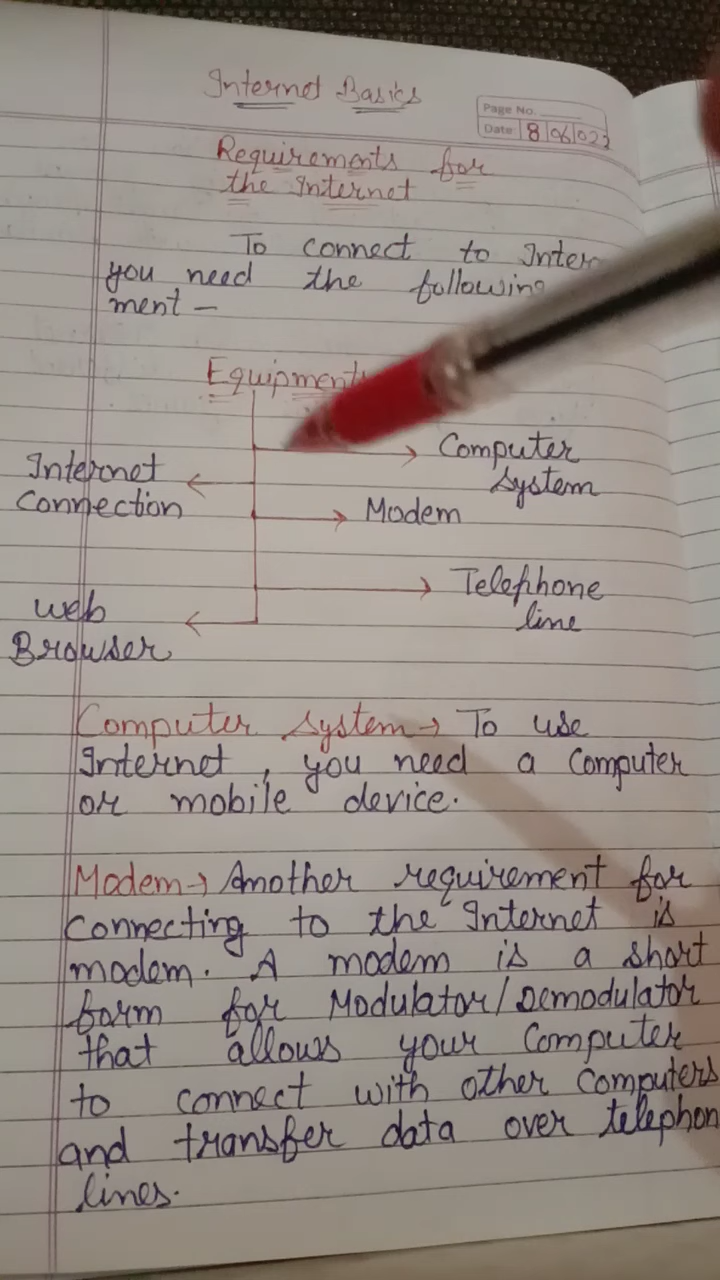 Internet Basics
Page No.
Date: 8/06/022
Requirements for
the Internet
To connect to Inter
you need the following
ment –
Equipment
Computer
System
Internet
Connection
Modem
Telephone
line
web
Browser
Computer System → To use
Internet, you need a Computer
or mobile device.
Modem → Another requirement for
connecting to the Internet is
modem. A modem is a short
form for Modulator/Demodulator
that allows your Computer
to connect with other Computers
and transfer data over telephon
lines.